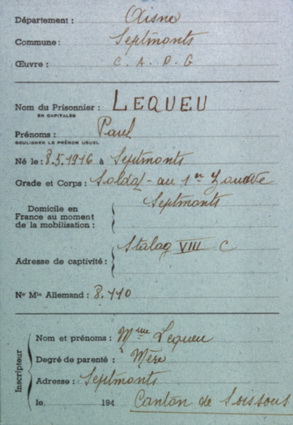 Département : Aisne
Commune : Septmonts
Œuvre : C. A. P. G
Nom du Prisonnier : LEQUEU
EN CAPITALES
Prénoms : Paul
SOULIGNER LE PRÉNOM USUEL
Né le : 8.5.1916 à Septmonts
Grade et Corps : Soldat au 1er Zouave
Domicile en
France au moment
de la mobilisation : Septmonts
Adresse de captivité : Stalag VIII C
No Mle Allemand : 8.110
Inscripteur
Nom et prénoms : Mme Lequeu
Degré de parenté : Mère
Adresse : Septmonts
le 194
Canton de Soissons